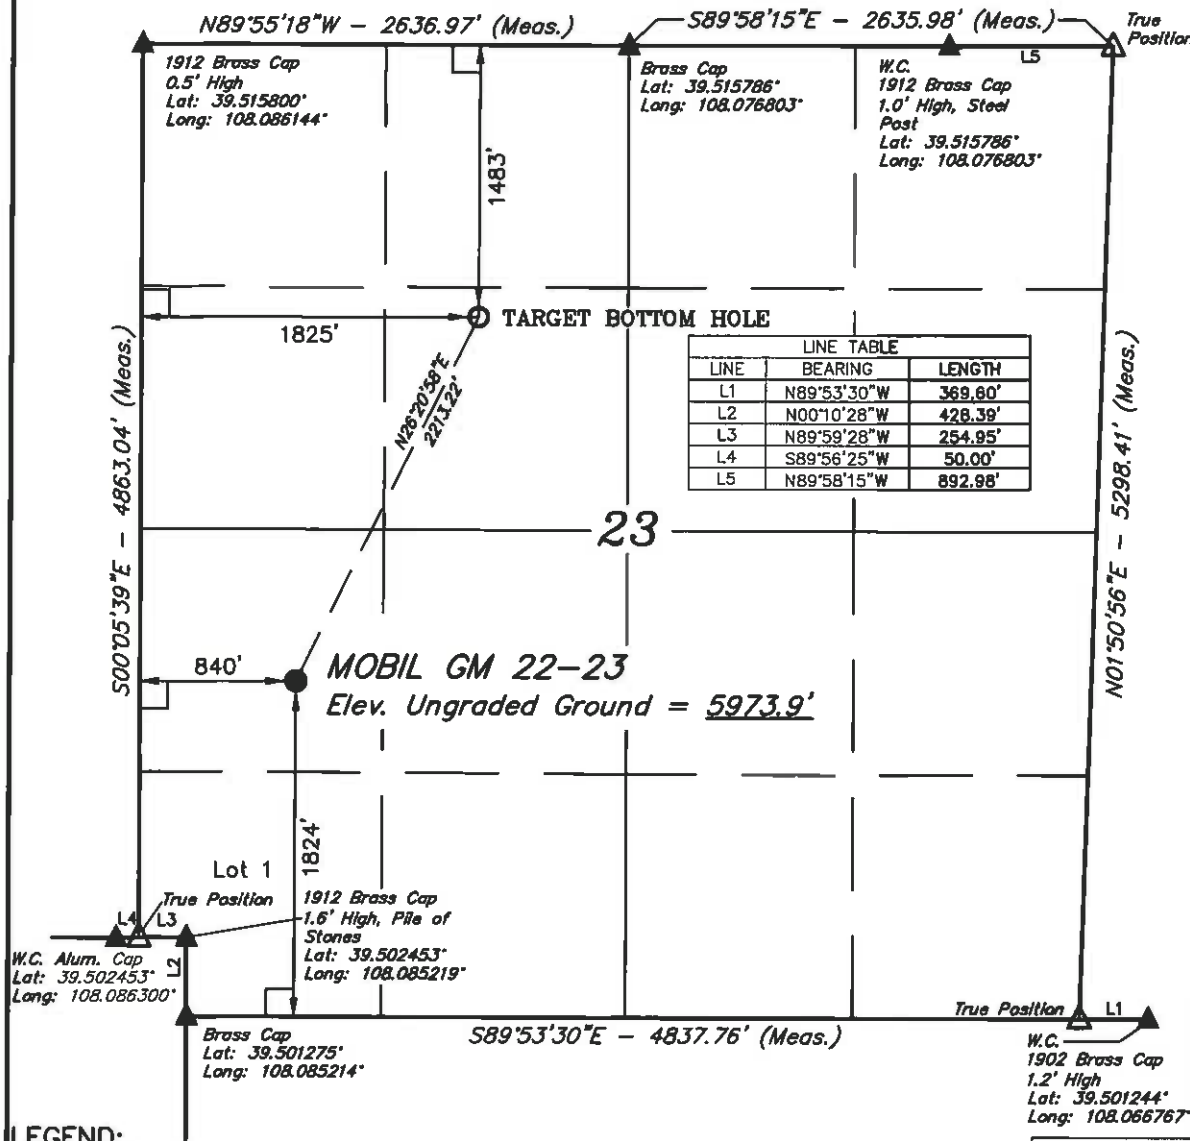 N89°55'18"W - 2636.97' (Meas.)
S89°58'15"E - 2635.98' (Meas.)
True
Position
1912 Brass Cap
0.5' High
Lat: 39.515800°
Long: 108.086144°
Brass Cap
Lat: 39.515786°
Long: 108.076803°
W.C.
1912 Brass Cap
1.0' High, Steel
Post
Lat: 39.515786°
Long: 108.076803°
L5
1483'
1825'
TARGET BOTTOM HOLE
N26°20'58"E
2213.22'
LINE TABLE
LINE BEARING LENGTH
L1 N89°53'30"W 369.60'
L2 N00°10'28"W 428.39'
L3 N89°59'28"W 254.95'
L4 S89°56'25"W 50.00'
L5 N89°58'15"W 892.98'
S00°05'39"E - 4863.04' (Meas.)
N01°50'56"E - 5298.41' (Meas.)
23
840'
MOBIL GM 22-23
Elev. Ungraded Ground = 5973.9'
1824'
Lot 1
True Position
L4 L3
L2
1912 Brass Cap
1.6' High, Pile of
Stones
Lat: 39.502453°
Long: 108.085219°
W.C. Alum. Cap
Lat: 39.502453°
Long: 108.086300°
Brass Cap
Lat: 39.501275°
Long: 108.085214°
S89°53'30"E - 4837.76' (Meas.)
True Position
L1
W.C.
1902 Brass Cap
1.2' High
Lat: 39.501244°
Long: 108.066767°
LEGEND: